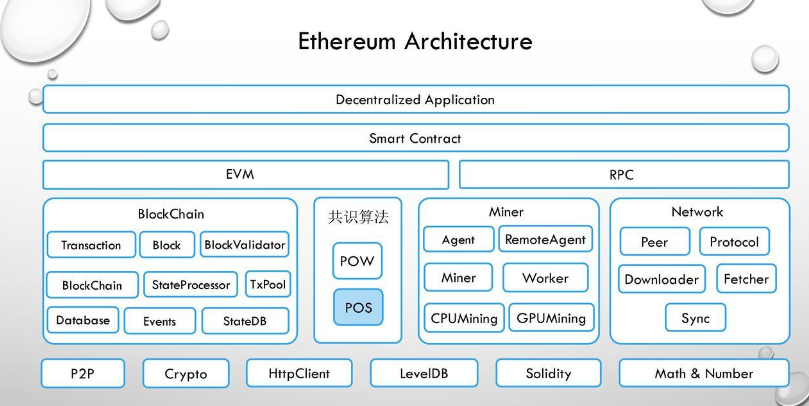 Ethereum Architecture
Decentralized Application
Smart Contract
EVM
RPC
BlockChain
Transaction
Block
BlockValidator
BlockChain
StateProcessor
TxPool
Database
Events
StateDB
共识算法
POW
POS
Miner
Agent
RemoteAgent
Miner
Worker
CPUMining
GPUMining
Network
Peer
Protocol
Downloader
Fetcher
Sync
P2P
Crypto
HttpClient
LevelDB
Solidity
Math & Number